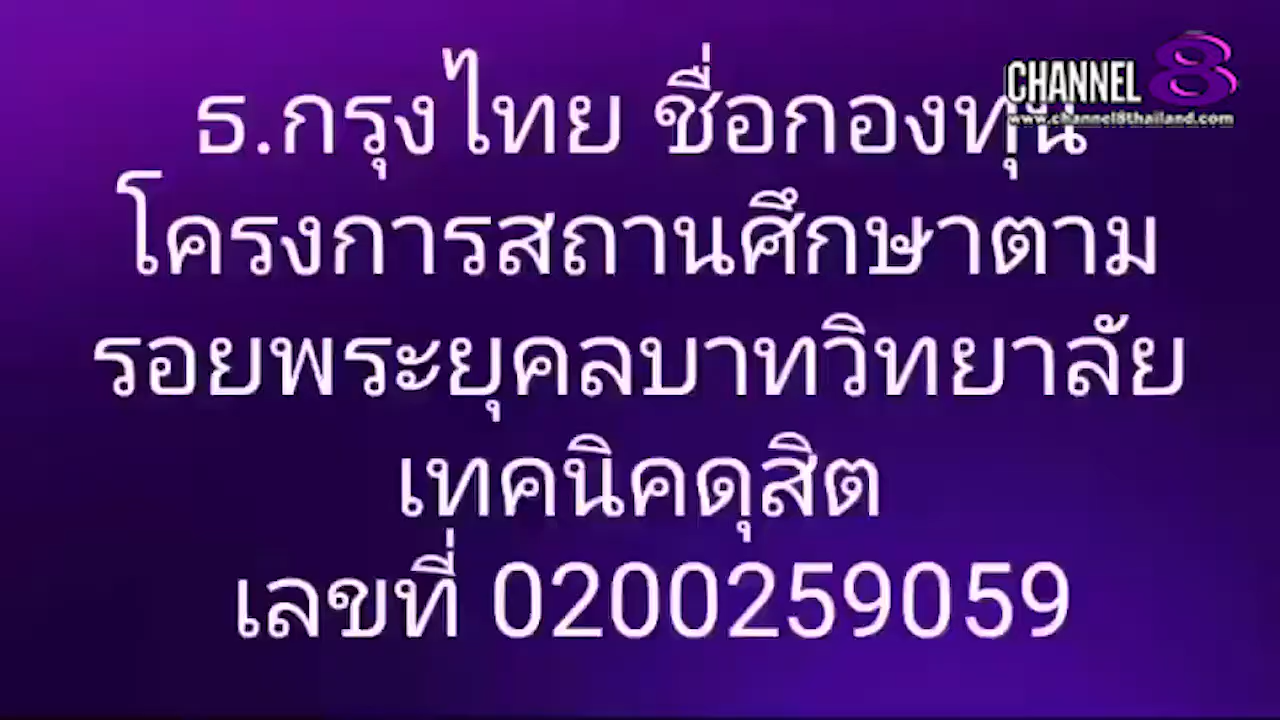 ธ.กรุงไทย ชื่อกองทุน
โครงการสถานศึกษาตาม
รอยพระยุคลบาทวิทยาลัย
เทคนิคดุสิต
เลขที่ 0200259059
CHANNEL 8
www.channel8thailand.com